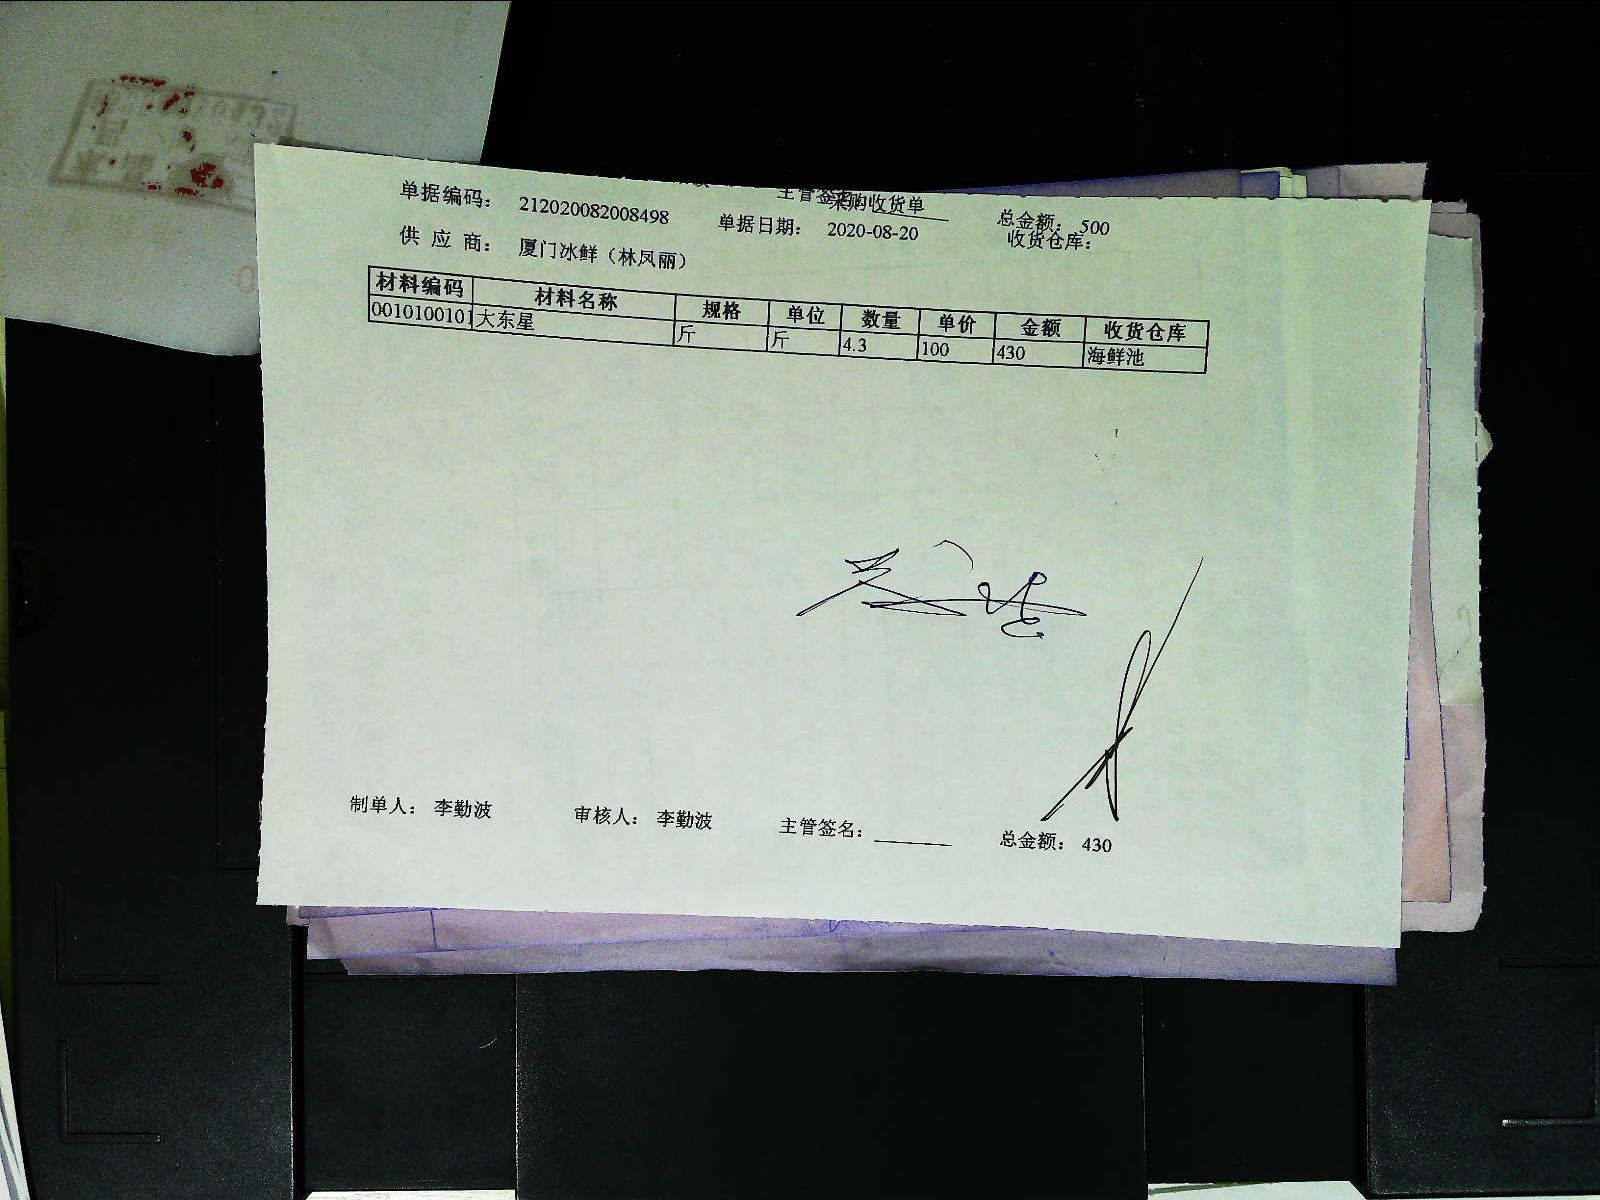 主管签名: 采购收货单 总金额: 500
单据编码: 212020082008498 单据日期: 2020-08-20 收货仓库:
供 应 商: 厦门冰鲜（林凤丽）
材料编码 材料名称 规格 单位 数量 单价 金额 收货仓库
0010100101 大东星 斤 斤 4.3 100 430 海鲜池
制单人: 李勤波 审核人: 李勤波 主管签名: 总金额: 430